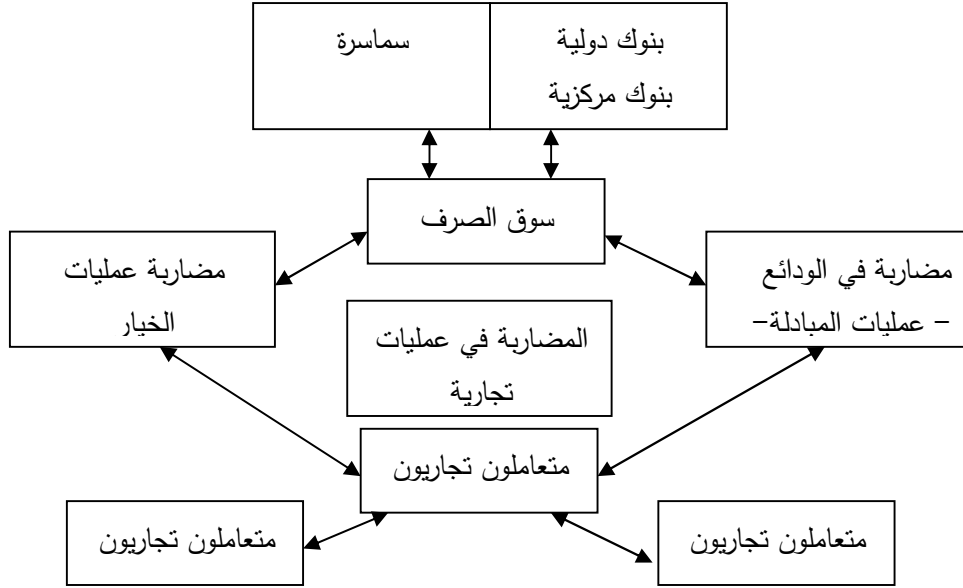 بنوك دولية
بنوك مركزية
سماسرة
سوق الصرف
مضاربة في الودائع
– عمليات المبادلة–
مضاربة عمليات
الخيار
المضاربة في عمليات
تجارية
متعاملون تجاريون
متعاملون تجاريون
متعاملون تجاريون